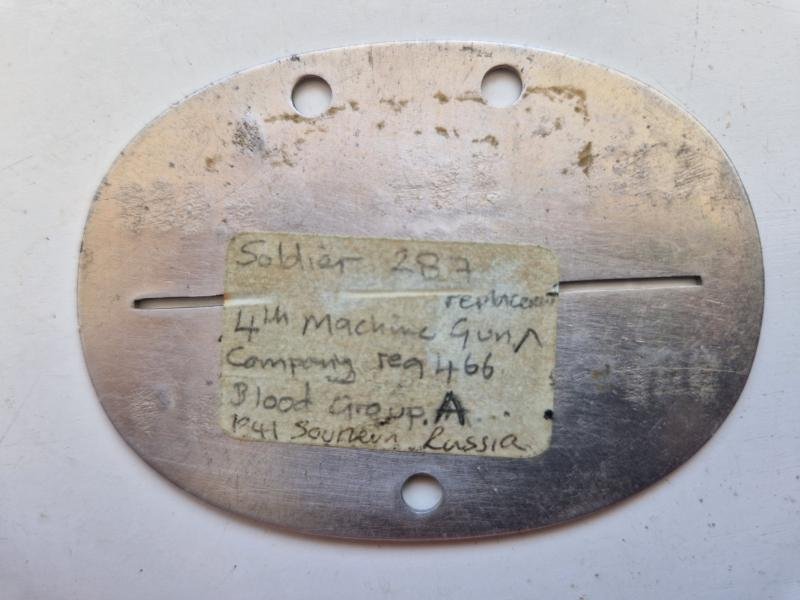 Soldier 287
replacement
4th Machine Gun
Company reg 466
Blood Group. A ...
1941 Southern Russia